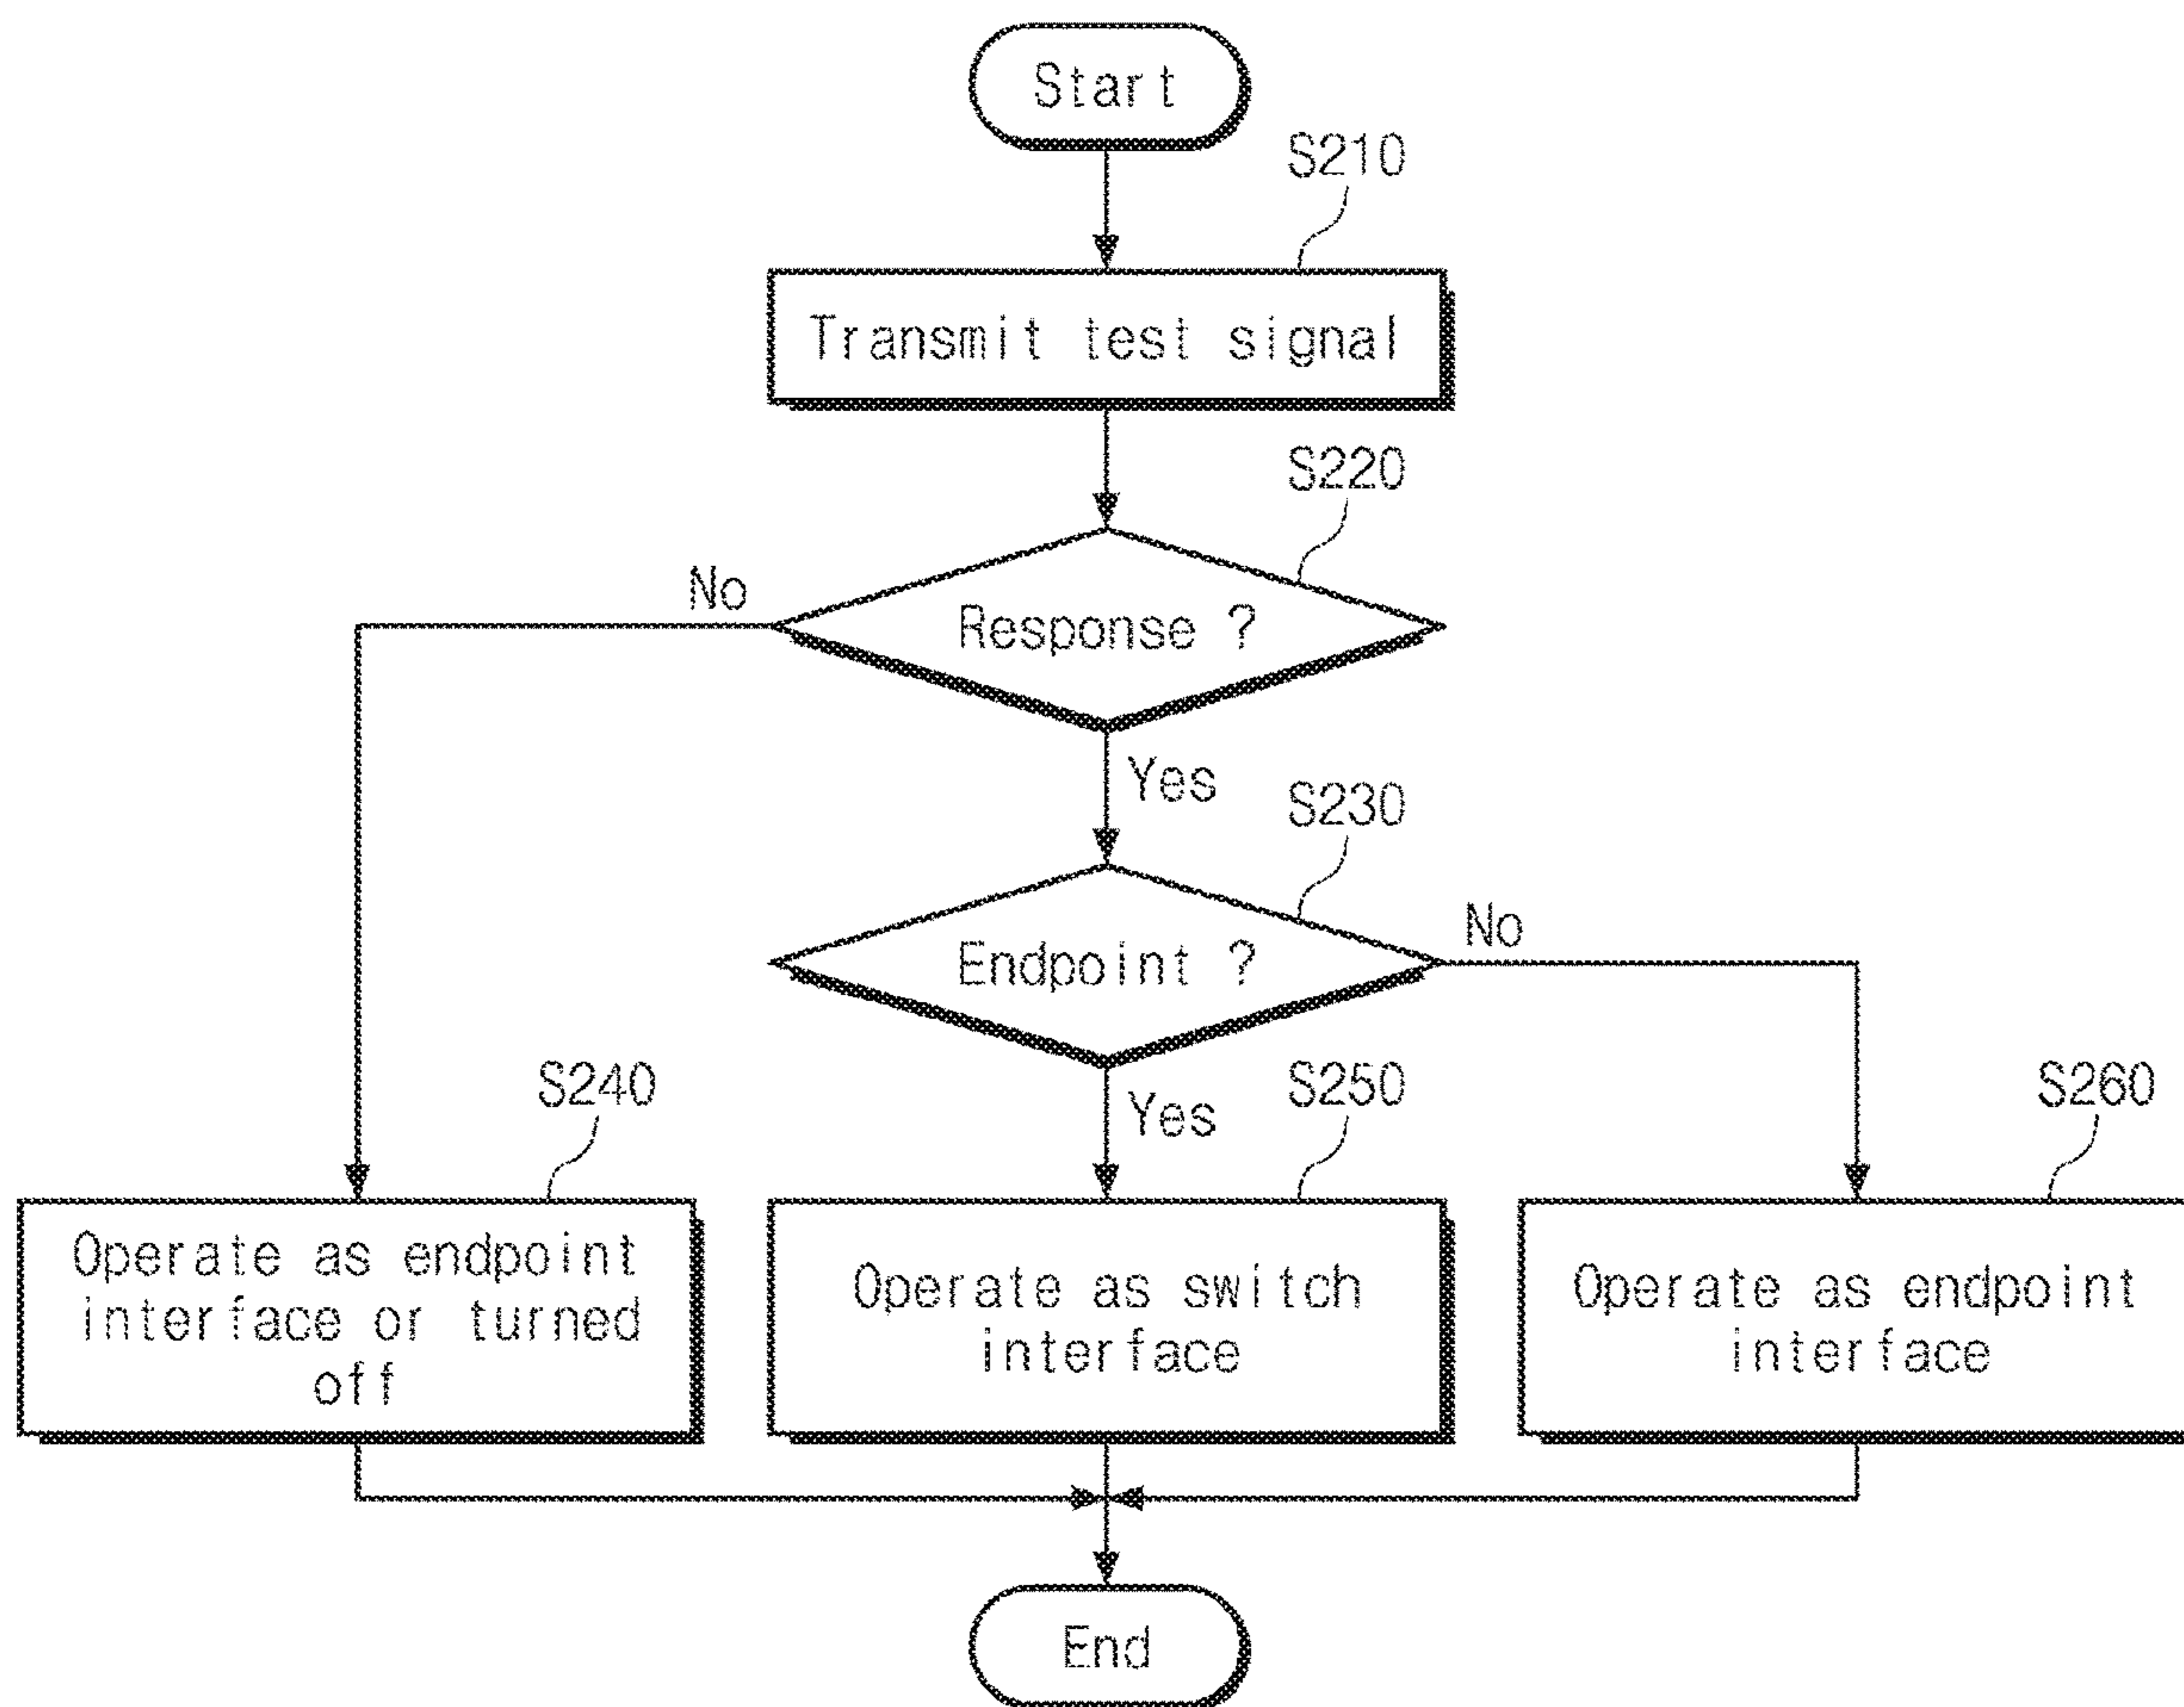 Start
S210
Transmit test signal
S220
No
Response ?
Yes
S230
No
Endpoint ?
S240
Yes
S250
S260
Operate as endpoint
interface or turned
off
Operate as switch
interface
Operate as endpoint
interface
End